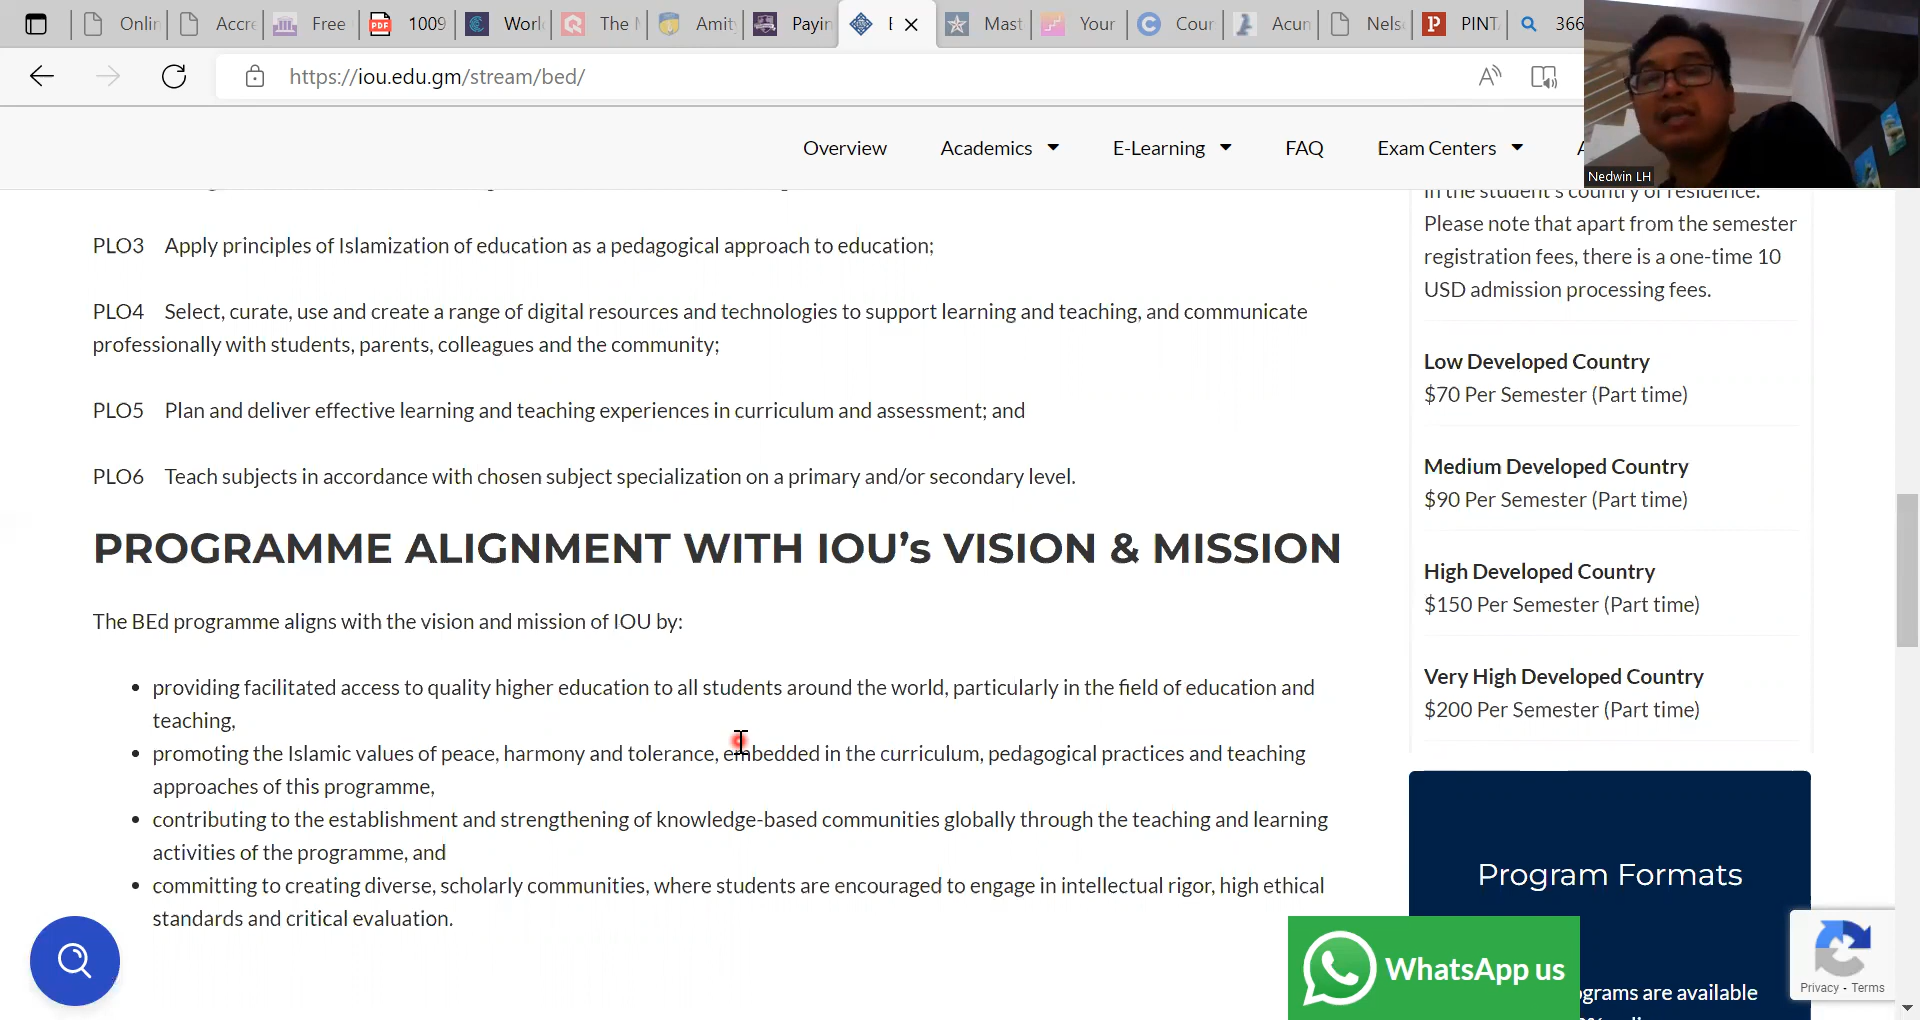 Onlin
Accre
Free
PDF
1009
Worl
The M
Amity
Payin
Mast
Your
Cour
Acun
Nels
PINT
366
https://iou.edu.gm/stream/bed/
Overview
Academics
E-Learning
FAQ
Exam Centers
Nedwin LH
PLO3 Apply principles of Islamization of education as a pedagogical approach to education;
PLO4 Select, curate, use and create a range of digital resources and technologies to support learning and teaching, and communicate
professionally with students, parents, colleagues and the community;
PLO5 Plan and deliver effective learning and teaching experiences in curriculum and assessment; and
PLO6 Teach subjects in accordance with chosen subject specialization on a primary and/or secondary level.
PROGRAMME ALIGNMENT WITH IOU's VISION & MISSION
The BEd programme aligns with the vision and mission of IOU by:
• providing facilitated access to quality higher education to all students around the world, particularly in the field of education and
teaching,
• promoting the Islamic values of peace, harmony and tolerance, embedded in the curriculum, pedagogical practices and teaching
approaches of this programme,
• contributing to the establishment and strengthening of knowledge-based communities globally through the teaching and learning
activities of the programme, and
• committing to creating diverse, scholarly communities, where students are encouraged to engage in intellectual rigor, high ethical
standards and critical evaluation.
in the student's country of residence.
Please note that apart from the semester
registration fees, there is a one-time 10
USD admission processing fees.
Low Developed Country
$70 Per Semester (Part time)
Medium Developed Country
$90 Per Semester (Part time)
High Developed Country
$150 Per Semester (Part time)
Very High Developed Country
$200 Per Semester (Part time)
Program Formats
ograms are available
WhatsApp us
Privacy - Terms